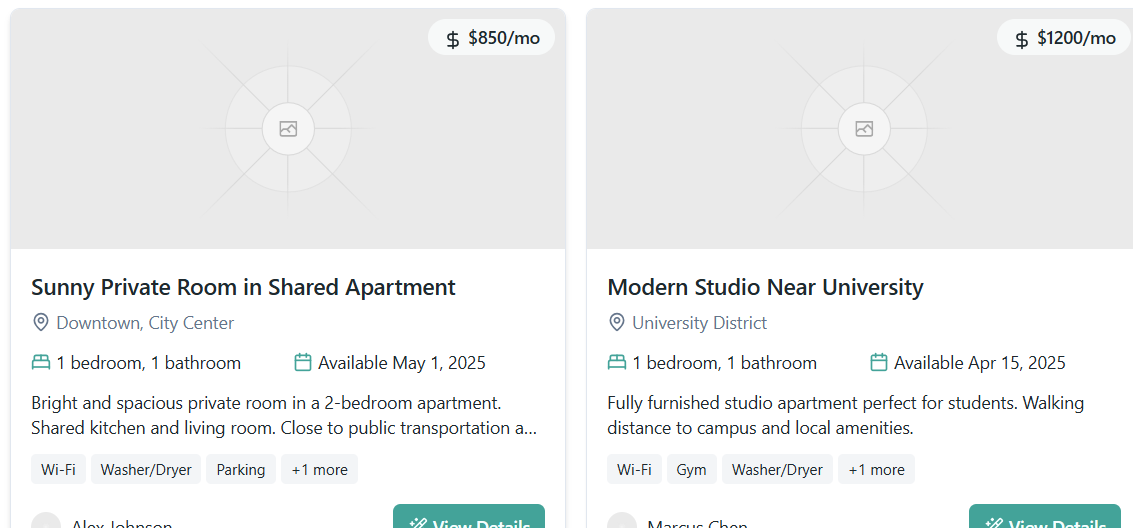 $850/mo
Sunny Private Room in Shared Apartment
Downtown, City Center
1 bedroom, 1 bathroom
Available May 1, 2025
Bright and spacious private room in a 2-bedroom apartment.
Shared kitchen and living room. Close to public transportation a...
Wi-Fi
Washer/Dryer
Parking
+1 more
Alex Johnson
View Details
$1200/mo
Modern Studio Near University
University District
1 bedroom, 1 bathroom
Available Apr 15, 2025
Fully furnished studio apartment perfect for students. Walking
distance to campus and local amenities.
Wi-Fi
Gym
Washer/Dryer
+1 more
Marcus Chen
View Details